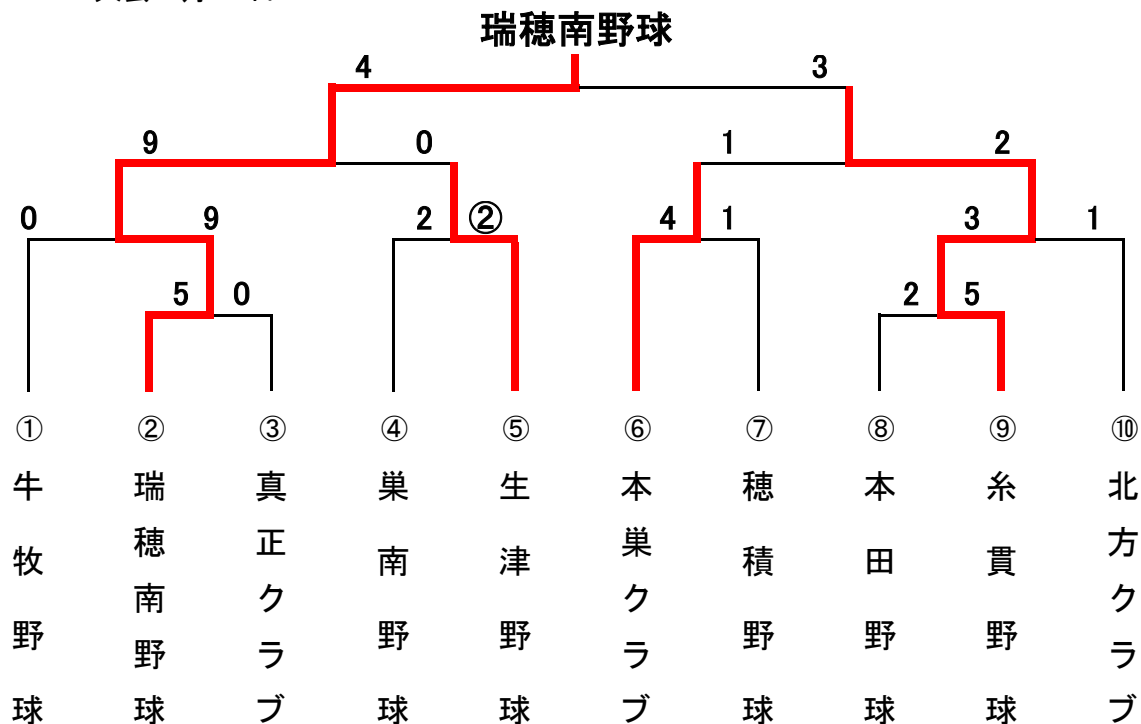 瑞穂南野球
4 3
9 0 1 2
0 9 2 ② 4 1 3 1
5 0 2 5
① ② ③ ④ ⑤ ⑥ ⑦ ⑧ ⑨ ⑩
牛牧野球
瑞穂南野球
真正クラブ
巣南野球
生津野球
本巣クラブ
穂積野球
本田野球
糸貫野球
北方クラブ